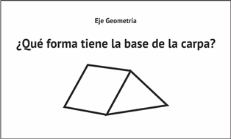 Eje Geometría
¿Qué forma tiene la base de la carpa?